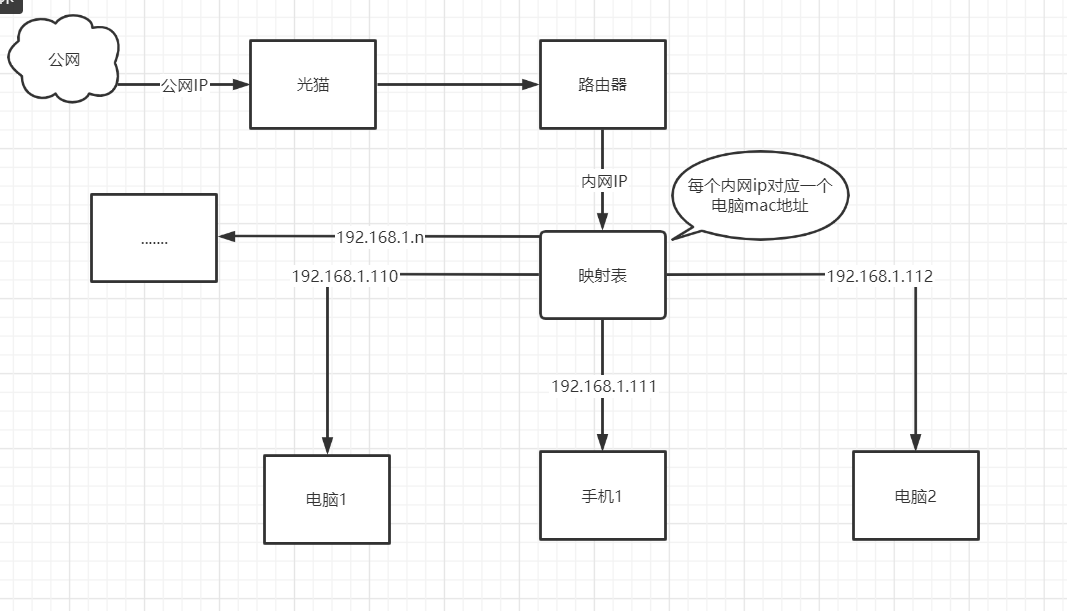 公网
公网IP
光猫
路由器
内网IP
每个内网ip对应一个
电脑mac地址
.......
192.168.1.n
192.168.1.110
映射表
192.168.1.112
192.168.1.111
电脑1
手机1
电脑2